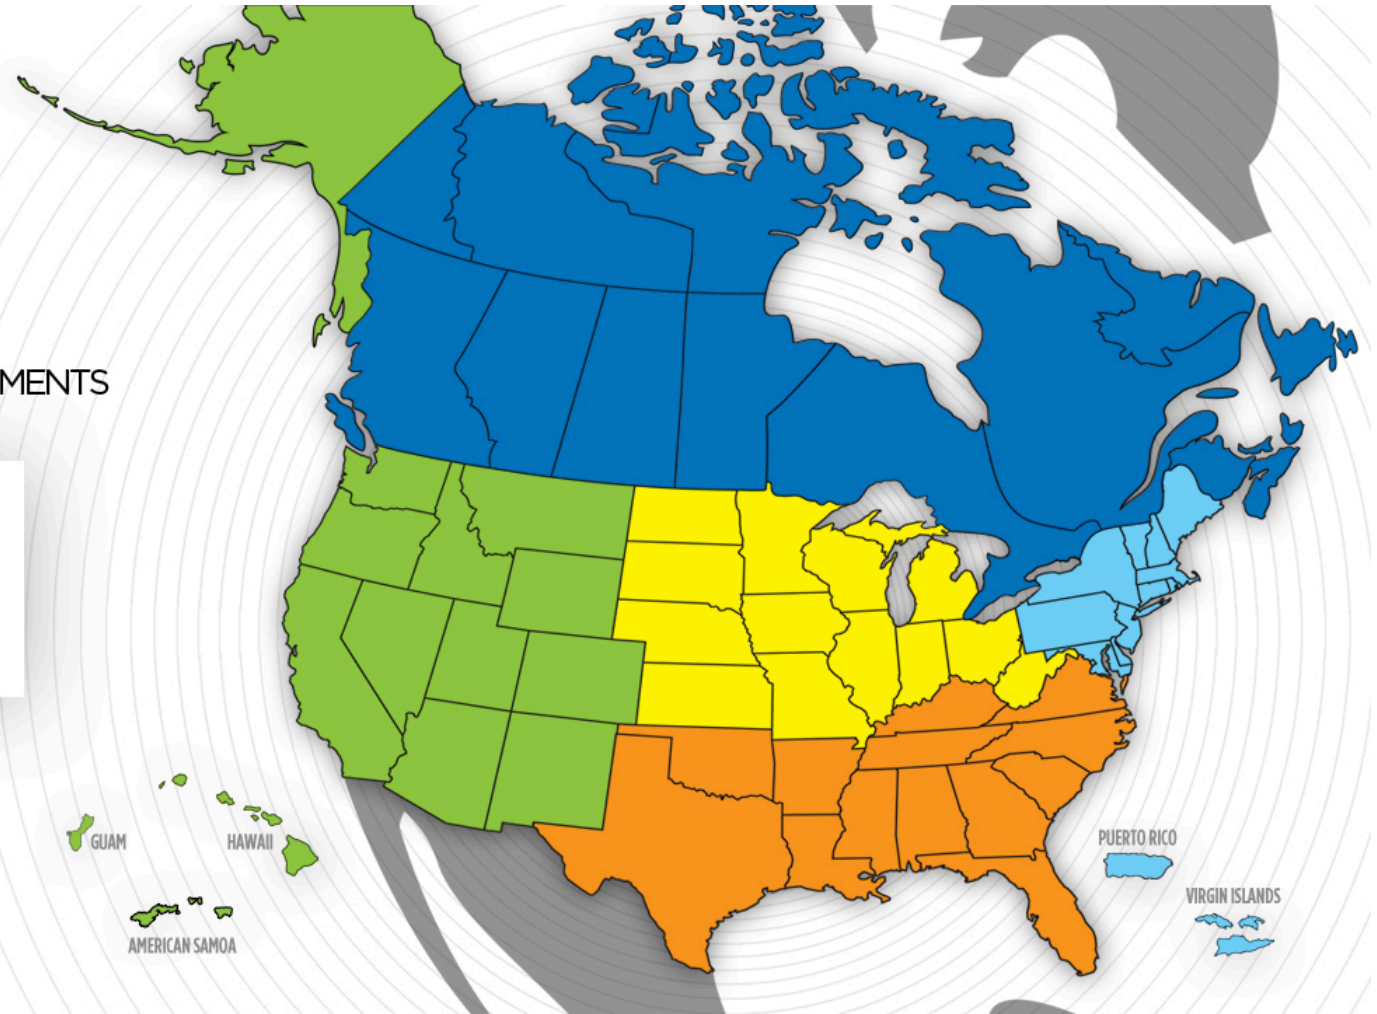 MENTS
GUAM
HAWAII
AMERICAN SAMOA
PUERTO RICO
VIRGIN ISLANDS